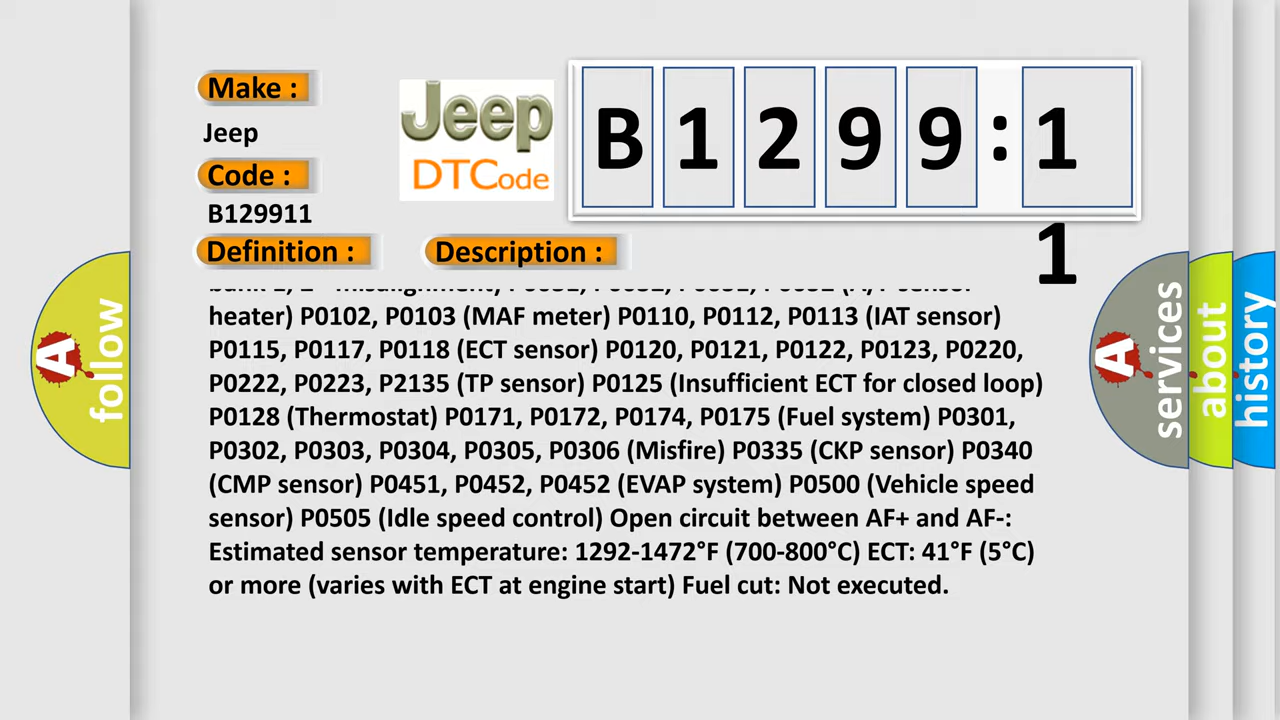 Make :
Jeep
Code :
B129911
Definition :
Description :
Jeep
DTCode
B 1 2 9 9 : 1
1
heater) P0102, P0103 (MAF meter) P0110, P0112, P0113 (IAT sensor)
P0115, P0117, P0118 (ECT sensor) P0120, P0121, P0122, P0123, P0220,
P0222, P0223, P2135 (TP sensor) P0125 (Insufficient ECT for closed loop)
P0128 (Thermostat) P0171, P0172, P0174, P0175 (Fuel system) P0301,
P0302, P0303, P0304, P0305, P0306 (Misfire) P0335 (CKP sensor) P0340
(CMP sensor) P0451, P0452, P0452 (EVAP system) P0500 (Vehicle speed
sensor) P0505 (Idle speed control) Open circuit between AF+ and AF-:
Estimated sensor temperature: 1292-1472°F (700-800°C) ECT: 41°F (5°C)
or more (varies with ECT at engine start) Fuel cut: Not executed.
A follow
A services
about
history